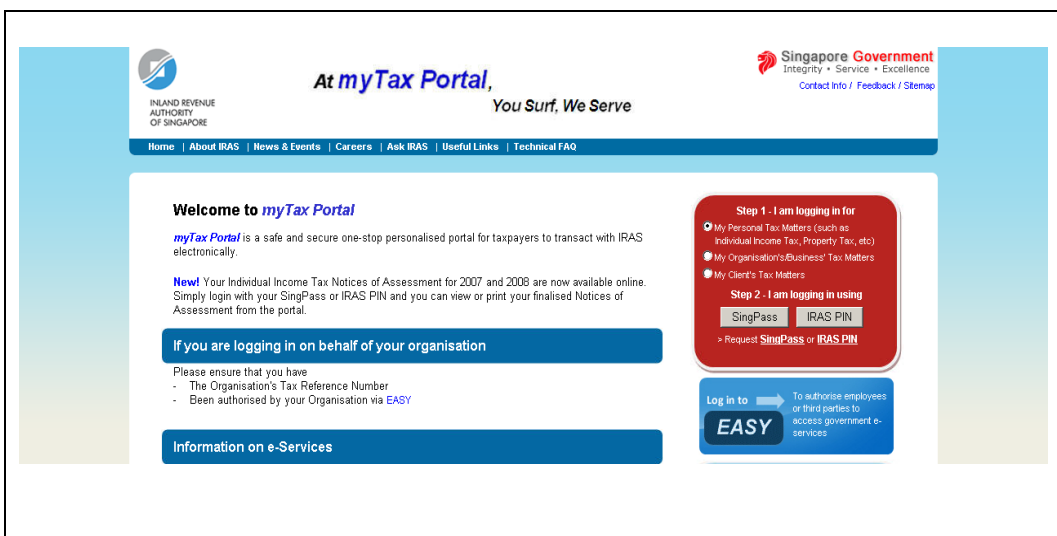 INLAND REVENUE
AUTHORITY
OF SINGAPORE
At myTax Portal,
You Surf, We Serve
Singapore Government
Integrity • Service • Excellence
Contact Info / Feedback / Sitemap
Home | About IRAS | News & Events | Careers | Ask IRAS | Useful Links | Technical FAQ
Welcome to myTax Portal
myTax Portal is a safe and secure one-stop personalised portal for taxpayers to transact with IRAS
electronically.
New! Your Individual Income Tax Notices of Assessment for 2007 and 2008 are now available online.
Simply login with your SingPass or IRAS PIN and you can view or print your finalised Notices of
Assessment from the portal.
If you are logging in on behalf of your organisation
Please ensure that you have
- The Organisation's Tax Reference Number
- Been authorised by your Organisation via EASY
Information on e-Services
Step 1 - I am logging in for
My Personal Tax Matters (such as
Individual Income Tax, Property Tax, etc)
My Organisation's/Business' Tax Matters
My Client's Tax Matters
Step 2 - I am logging in using
SingPass IRAS PIN
> Request SingPass or IRAS PIN
Log in to
EASY
To authorise employees
or third parties to
access government e-
services